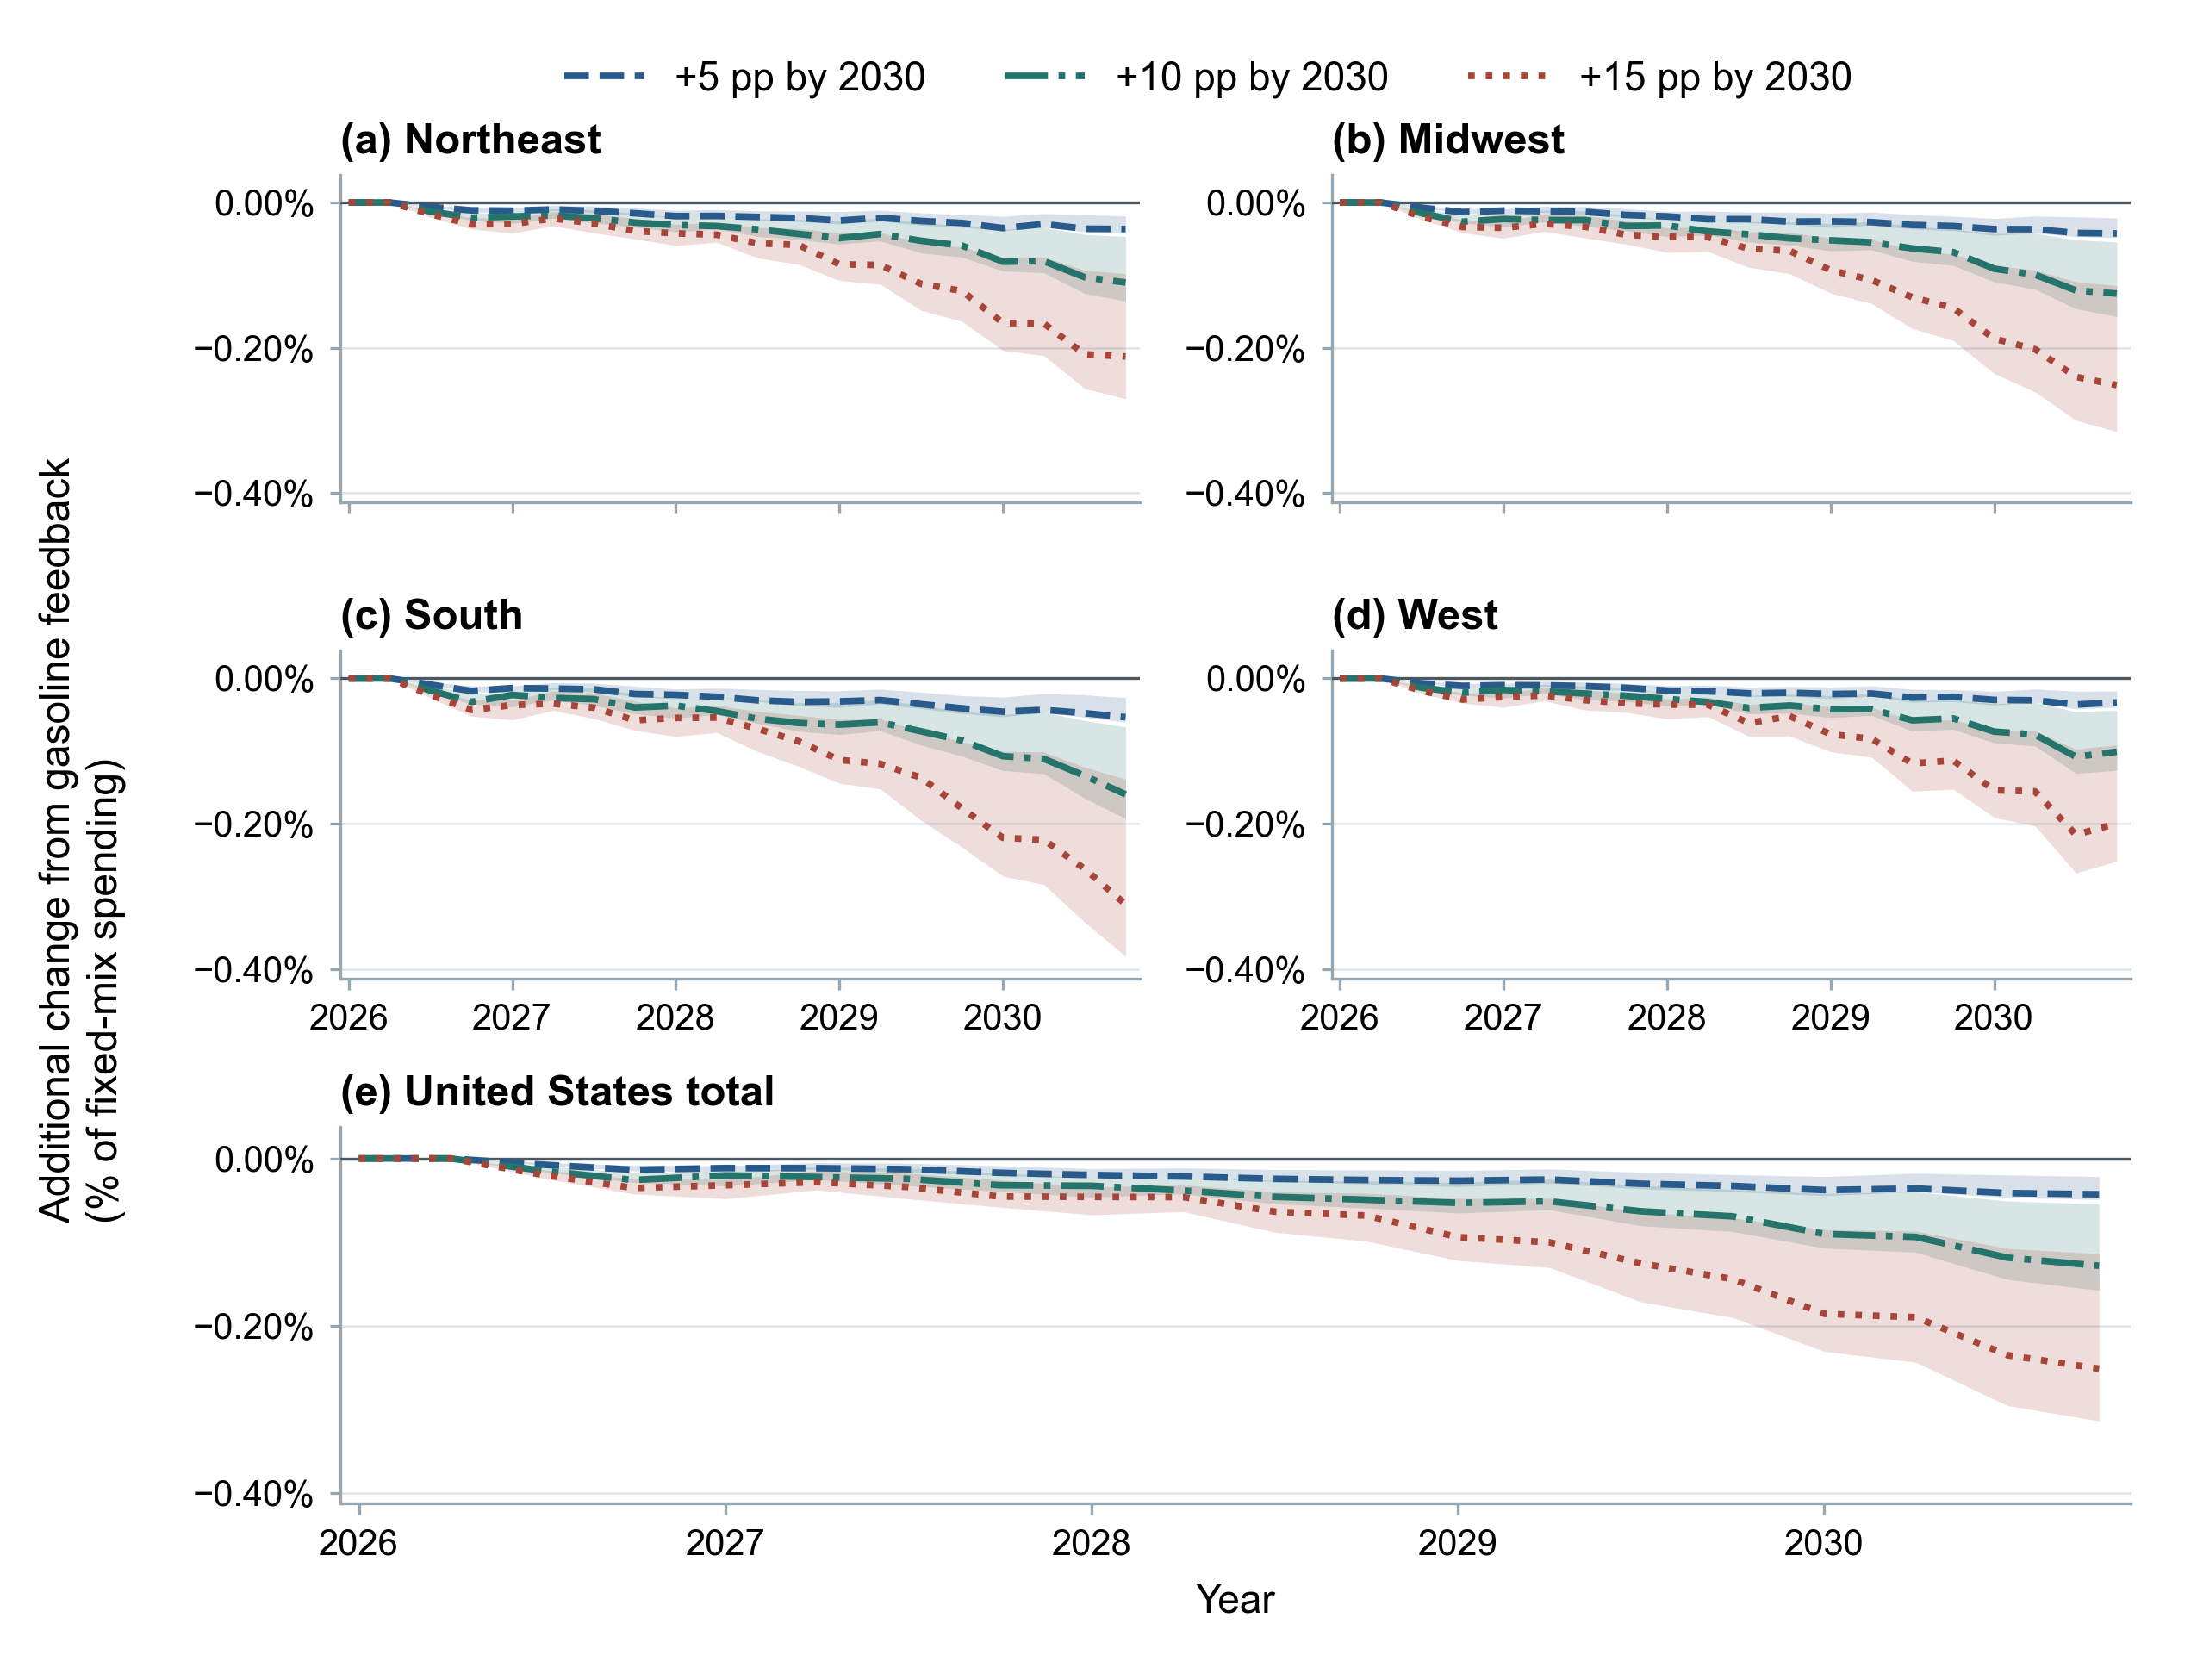 +5 pp by 2030 +10 pp by 2030 +15 pp by 2030
(a) Northeast
0.00%
−0.20%
−0.40%
(b) Midwest
0.00%
−0.20%
−0.40%
(c) South
0.00%
−0.20%
−0.40%
2026 2027 2028 2029 2030
(d) West
0.00%
−0.20%
−0.40%
2026 2027 2028 2029 2030
(e) United States total
0.00%
−0.20%
−0.40%
2026 2027 2028 2029 2030
Year
Additional change from gasoline feedback
(% of fixed-mix spending)